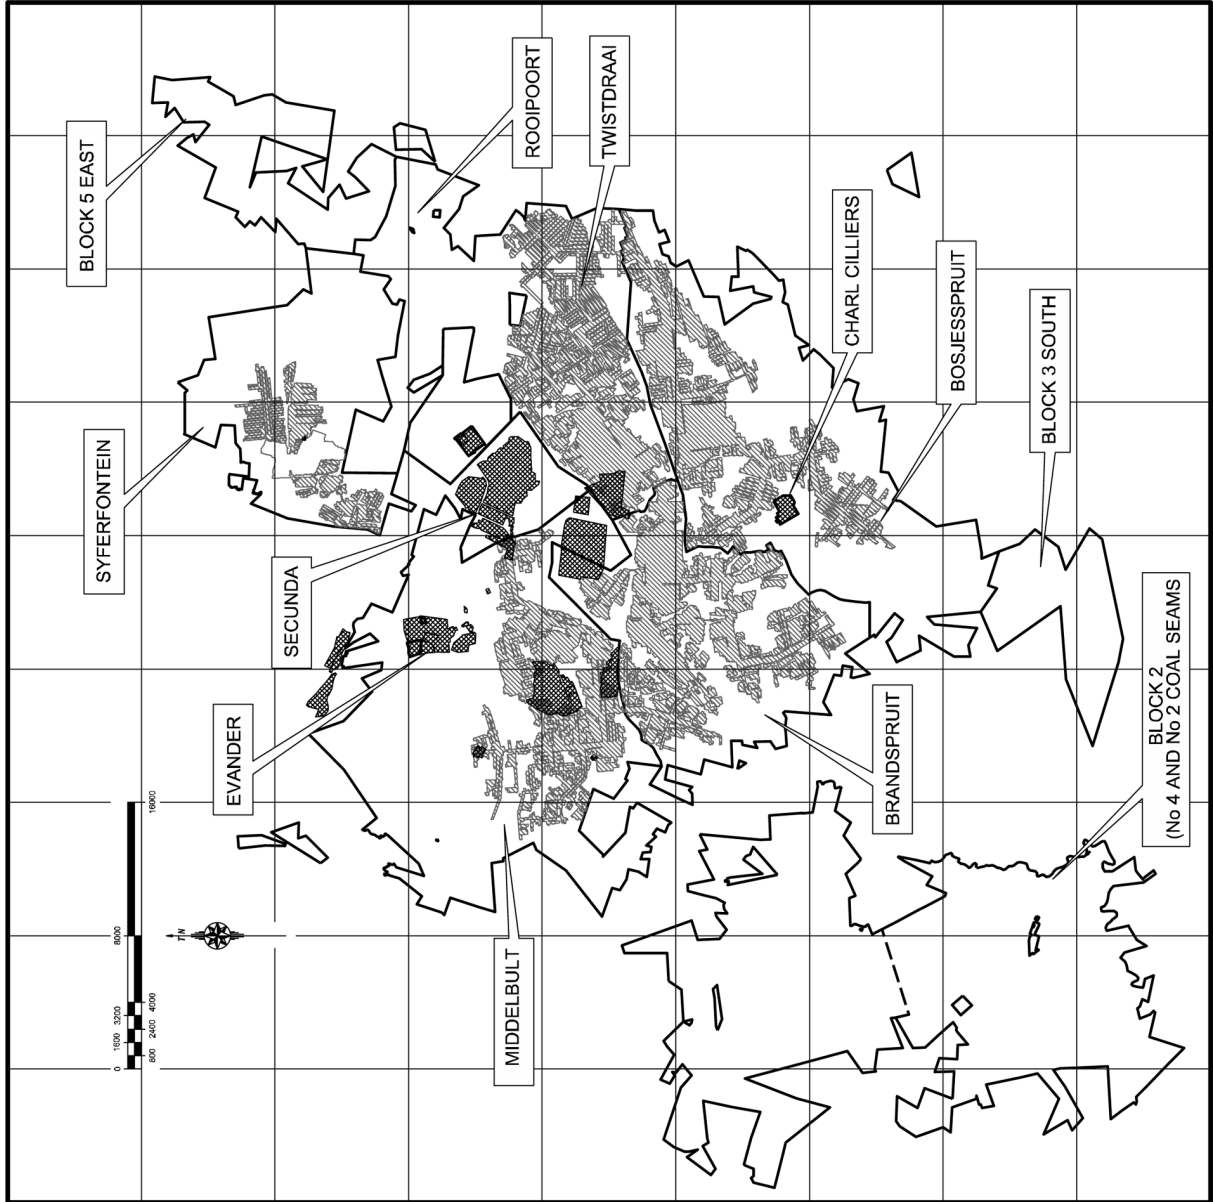 BLOCK 5 EAST
ROOIPOORT
TWISTDRAAI
CHARL CILLIERS
BOSJESSPRUIT
BLOCK 3 SOUTH
SYFERFONTEIN
SECUNDA
EVANDER
BRANDSPRUIT
BLOCK 2
(No 4 AND No 2 COAL SEAMS
MIDDELBULT
TN
0
800
1600
2400
3200
4000
8000
16000